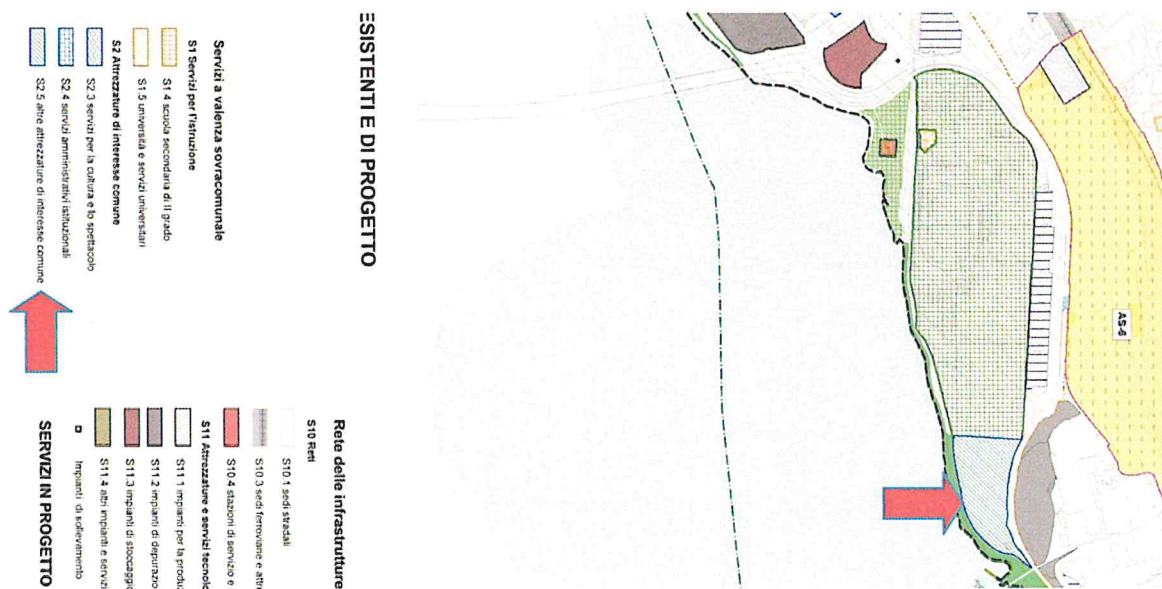 ESISTENTI E DI PROGETTO
Servizi a valenza sovracomunale
S1 Servizi per l'istruzione
S1.4 scuola secondaria di II grado
S1.5 università e servizi universitari
S2 Attrezzature di interesse comune
S2.3 servizi per la cultura e lo spettacolo
S2.4 servizi amministrativi istituzionali
S2.5 altre attrezzature di interesse comune
Rete delle infrastrutture
S10 Reti
S10.1 sedi stradali
S10.3 sedi ferroviarie e attre
S10.4 stazioni di servizio e
S11 Attrezzature e servizi tecnolo
S11.1 impianti per la produz
S11.2 impianti di depurazio
S11.3 impianti di stoccaggi
S11.4 altri impianti e servizi
Impianti di sollevamento
SERVIZI IN PROGETTO
AS-6